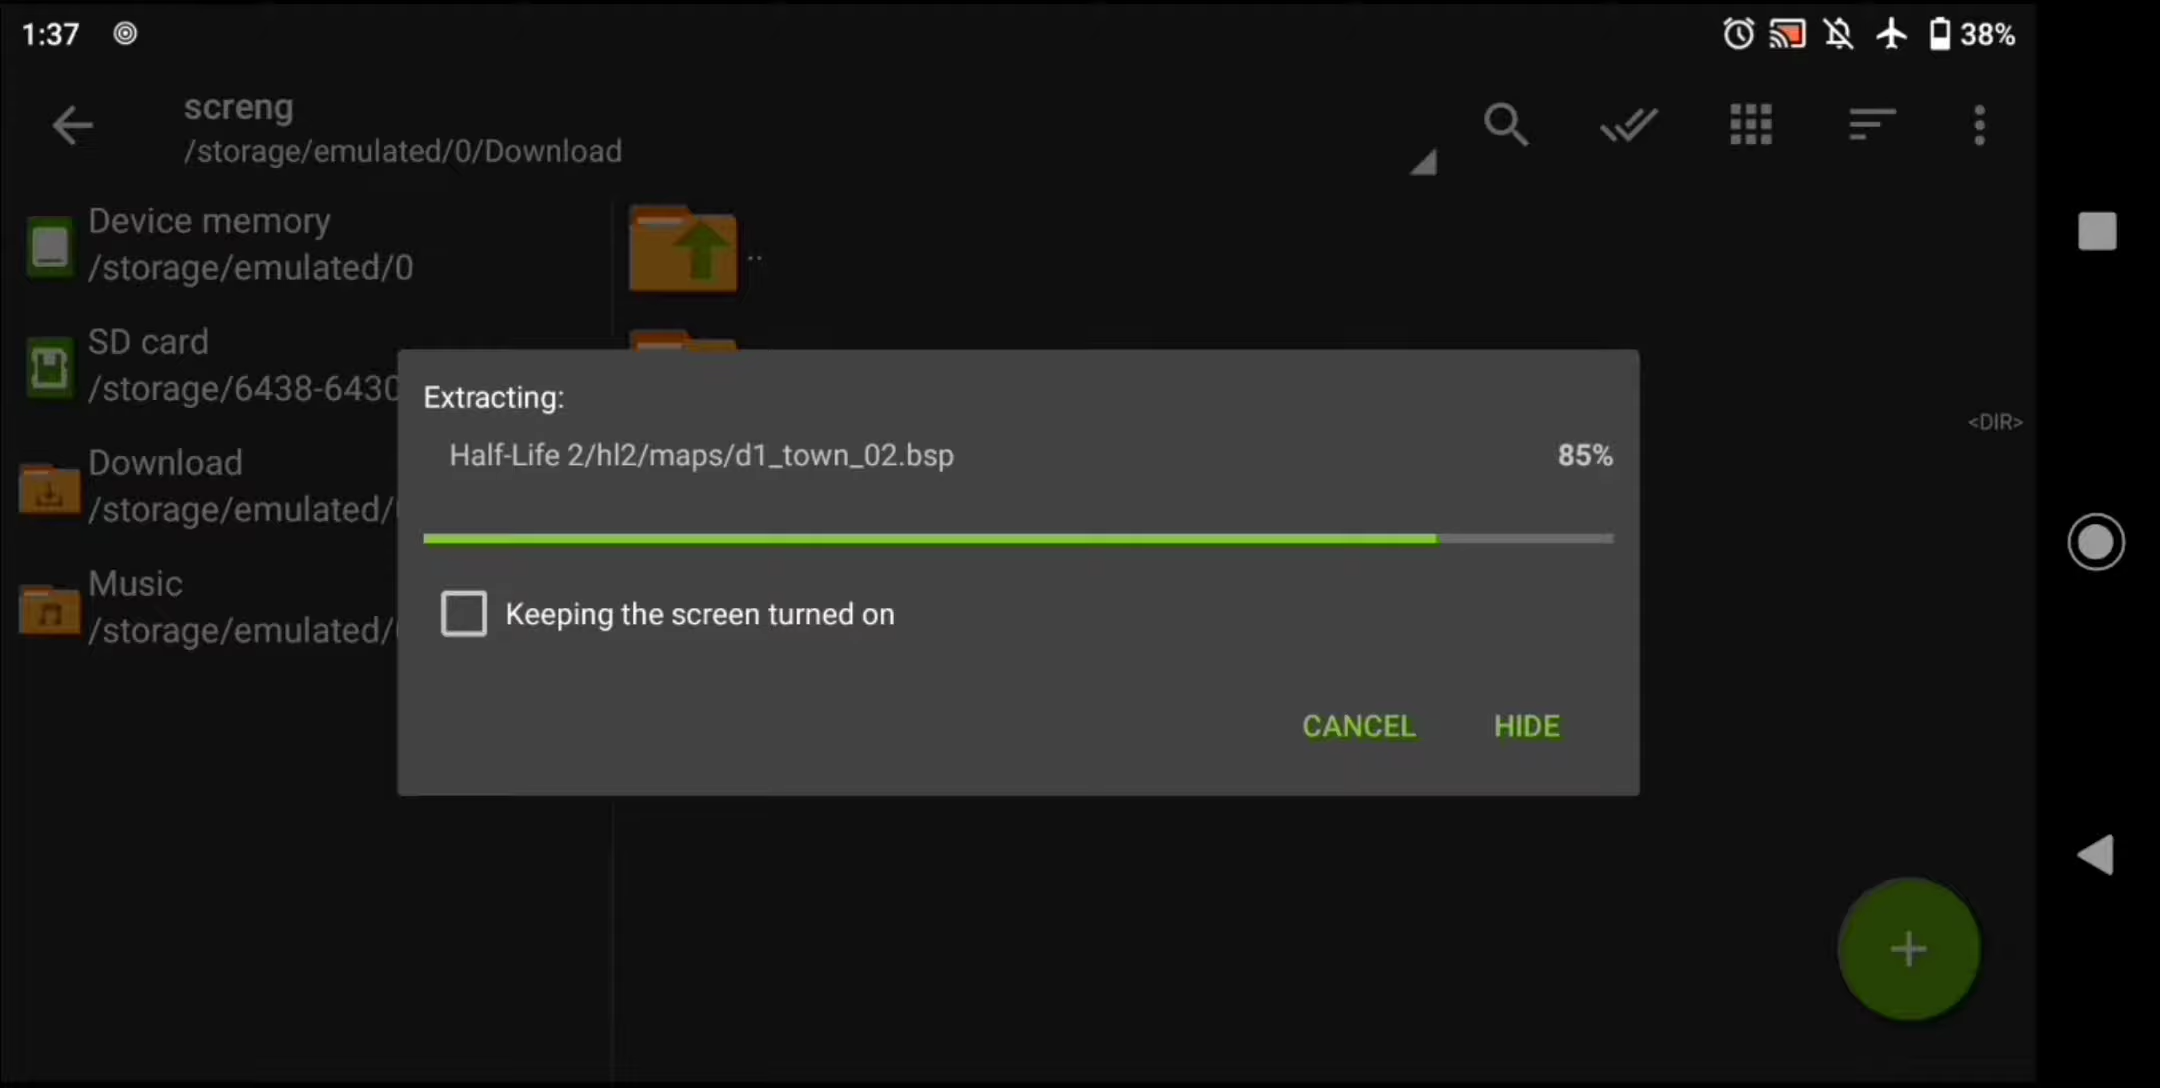 1:37
38%
screng
/storage/emulated/0/Download
Device memory
/storage/emulated/0
..
SD card
/storage/6438-6430
<DIR>
Download
/storage/emulated/
Music
/storage/emulated/
Extracting:
Half-Life 2/hl2/maps/d1_town_02.bsp
85%
Keeping the screen turned on
CANCEL
HIDE